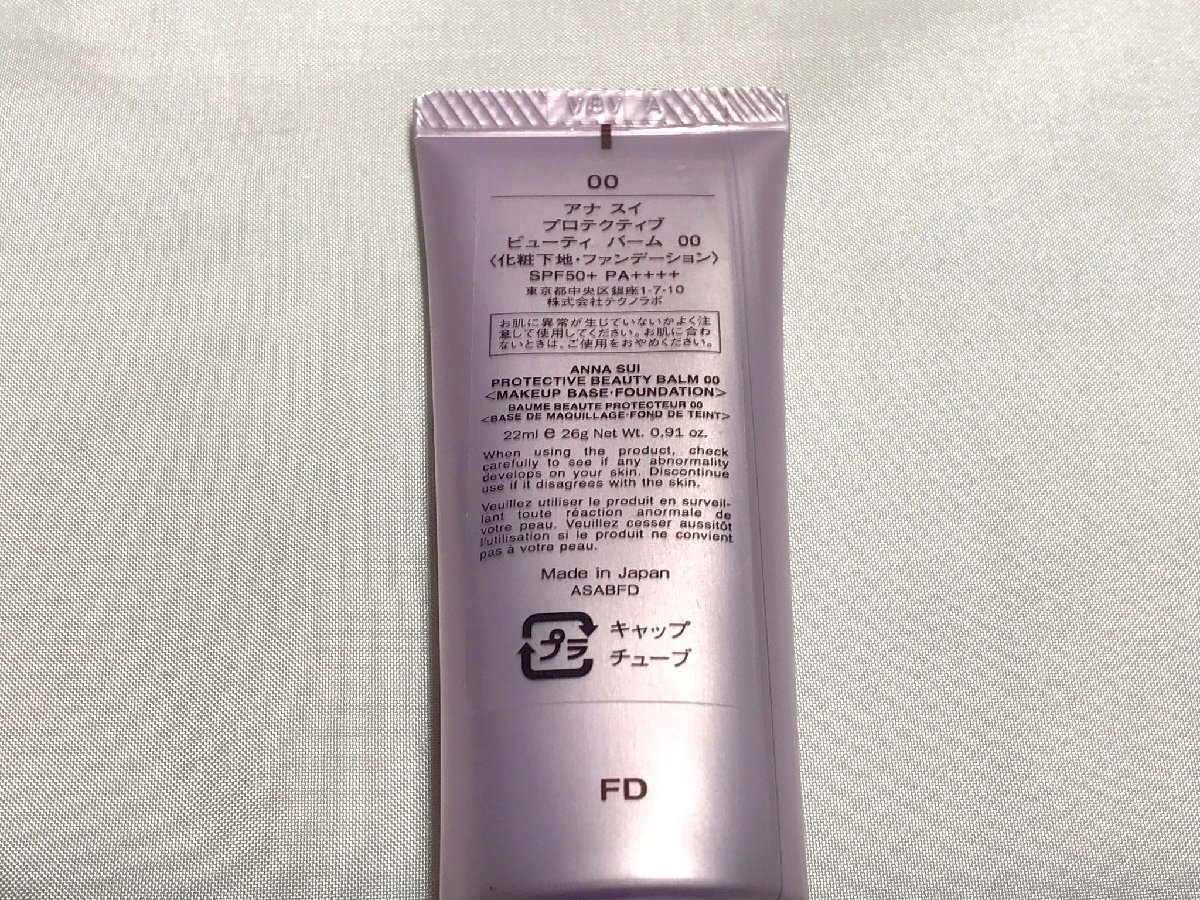 00
アナ スイ
プロテクティブ
ビューティ バーム 00
〈化粧下地・ファンデーション〉
SPF50+ PA++++
東京都中央区銀座1-7-10
株式会社テクノラボ
お肌に異常が生じていないかよく注
意して使用してください。お肌に合わ
ないときは、ご使用をおやめください。
ANNA SUI
PROTECTIVE BEAUTY BALM 00
<MAKEUP BASE·FOUNDATION>
BAUME BEAUTE PROTECTEUR 00
<BASE DE MAQUILLAGE·FOND DE TEINT>
22ml e 26g Net Wt. 0.91 oz.
When using the product, check
carefully to see if any abnormality
develops on your skin. Discontinue
use if it disagrees with the skin.
Veuillez utiliser le produit en surveil-
lant toute réaction anormale de
votre peau. Veuillez cesser aussitôt
l'utilisation si le produit ne convient
pas à votre peau.
Made in Japan
ASABFD
プラ キャップ
チューブ
FD